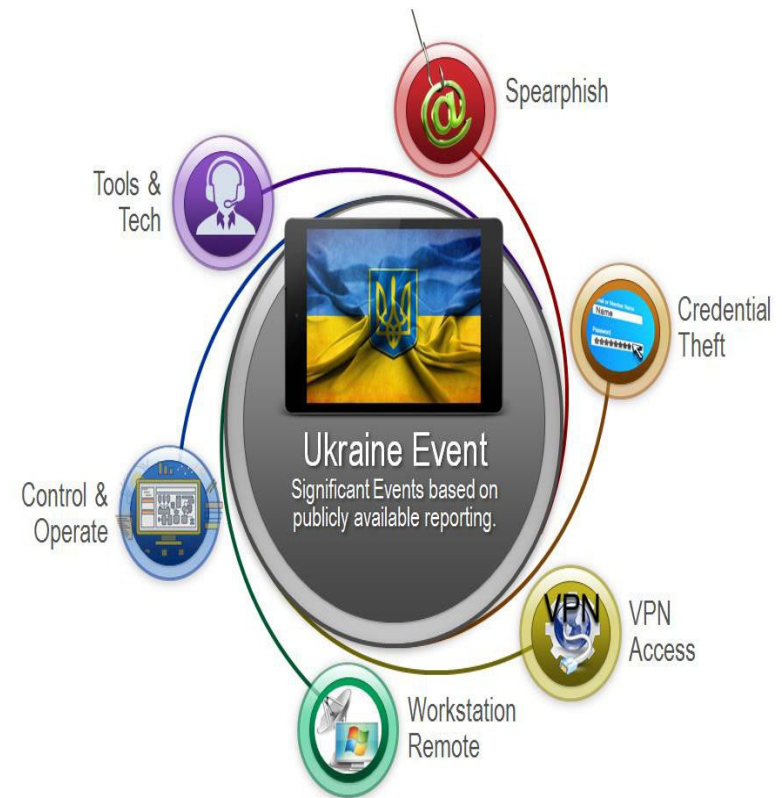 Spearphish
Tools &
Tech
Credential
Theft
Name
Password
Ukraine Event
Significant Events based on
publicly available reporting.
Control &
Operate
VPN
VPN
Access
Workstation
Remote